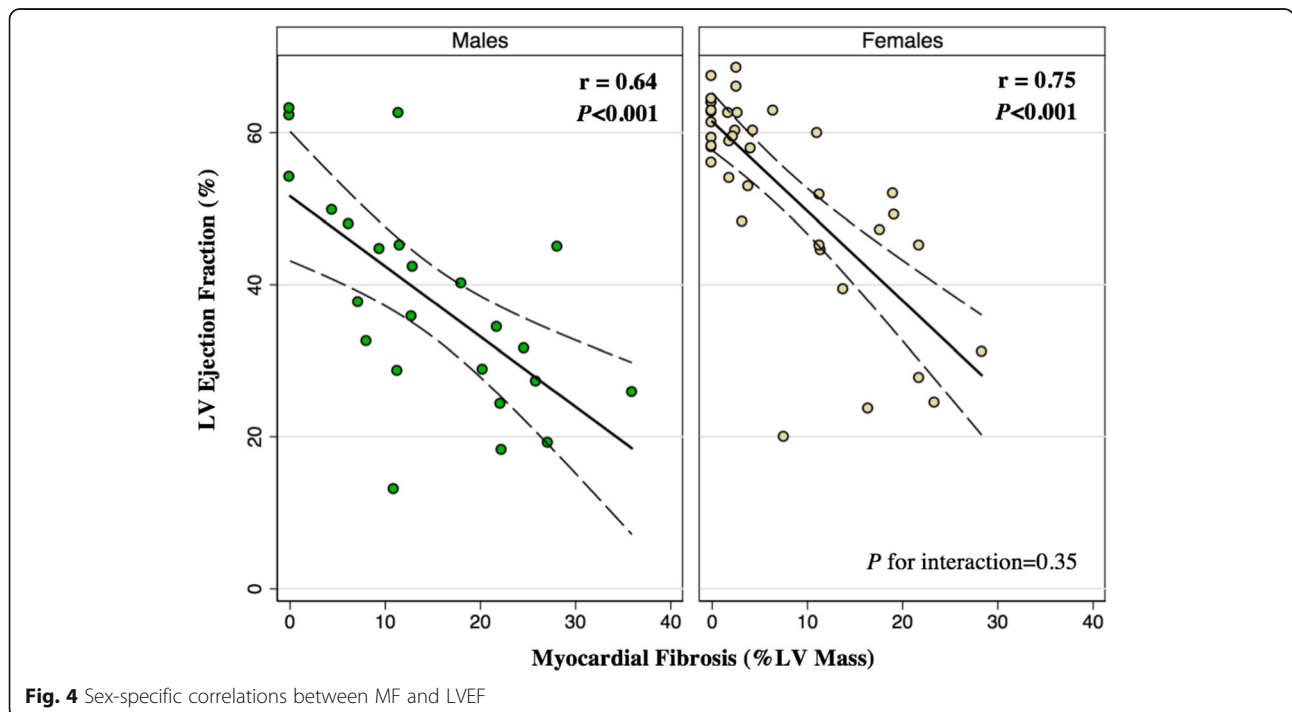 Males
Females
r = 0.64
P<0.001
r = 0.75
P<0.001
LV Ejection Fraction (%)
60
40
20
0
P for interaction=0.35
0 10 20 30 40
0 10 20 30 40
Myocardial Fibrosis (%LV Mass)
Fig. 4 Sex-specific correlations between MF and LVEF